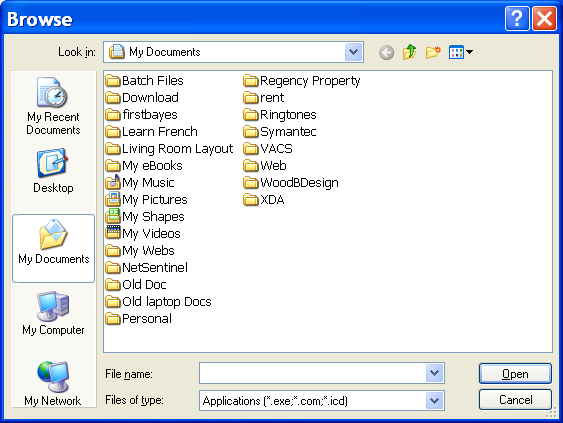 Browse
Look in: My Documents
My Recent
Documents
Desktop
My Documents
My Computer
My Network
Batch Files
Download
firstbayes
Learn French
Living Room Layout
My eBooks
My Music
My Pictures
My Shapes
My Videos
My Webs
NetSentinel
Old Doc
Old laptop Docs
Personal
Regency Property
rent
Ringtones
Symantec
VACS
Web
WoodBDesign
XDA
File name:
Open
Files of type: Applications (*.exe;*.com;*.icd)
Cancel